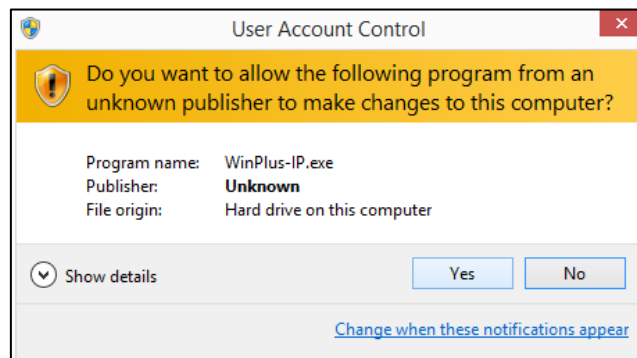 User Account Control
Do you want to allow the following program from an
unknown publisher to make changes to this computer?
Program name: WinPlus-IP.exe
Publisher: Unknown
File origin: Hard drive on this computer
Show details
Yes
No
Change when these notifications appear